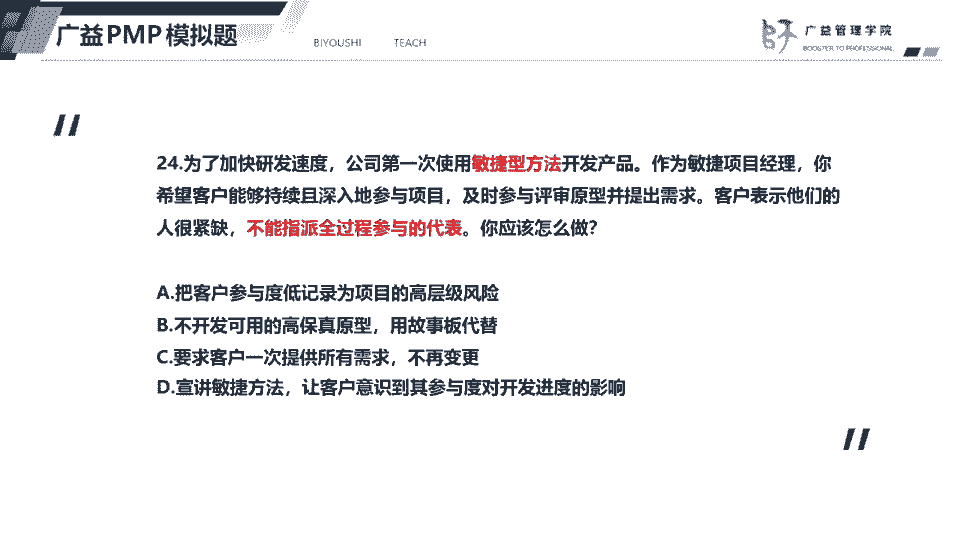 广益PMP模拟题
BIYOUSHI TEACH
广益管理学院
BOOSTER TO PROFESSIONAL
24.为了加快研发速度，公司第一次使用敏捷型方法开发产品。作为敏捷项目经理，你
希望客户能够持续且深入地参与项目，及时参与评审原型并提出需求。客户表示他们的
人很紧缺，不能指派全过程参与的代表。你应该怎么做？
A.把客户参与度低记录为项目的高层级风险
B.不开发可用的高保真原型，用故事板代替
C.要求客户一次提供所有需求，不再变更
D.宣讲敏捷方法，让客户意识到其参与度对开发进度的影响